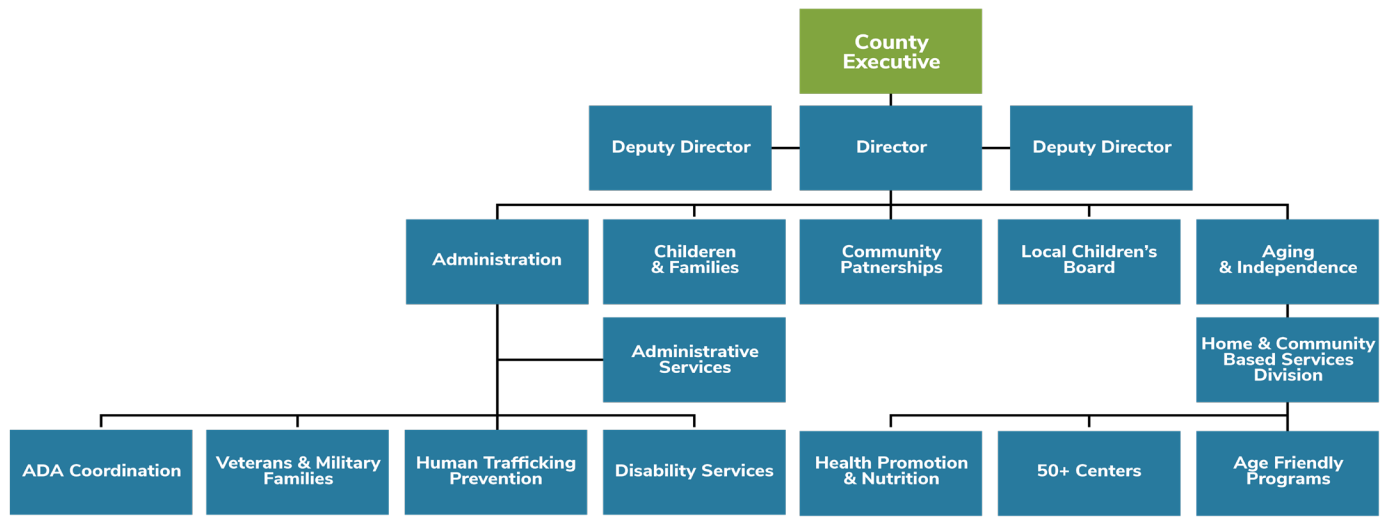 County
Executive
Deputy Director
Director
Deputy Director
Administration
Childeren
& Families
Community
Patnerships
Local Children’s
Board
Aging
& Independence
Administrative
Services
Home & Community
Based Services
Division
ADA Coordination
Veterans & Military
Families
Human Trafficking
Prevention
Disability Services
Health Promotion
& Nutrition
50+ Centers
Age Friendly
Programs